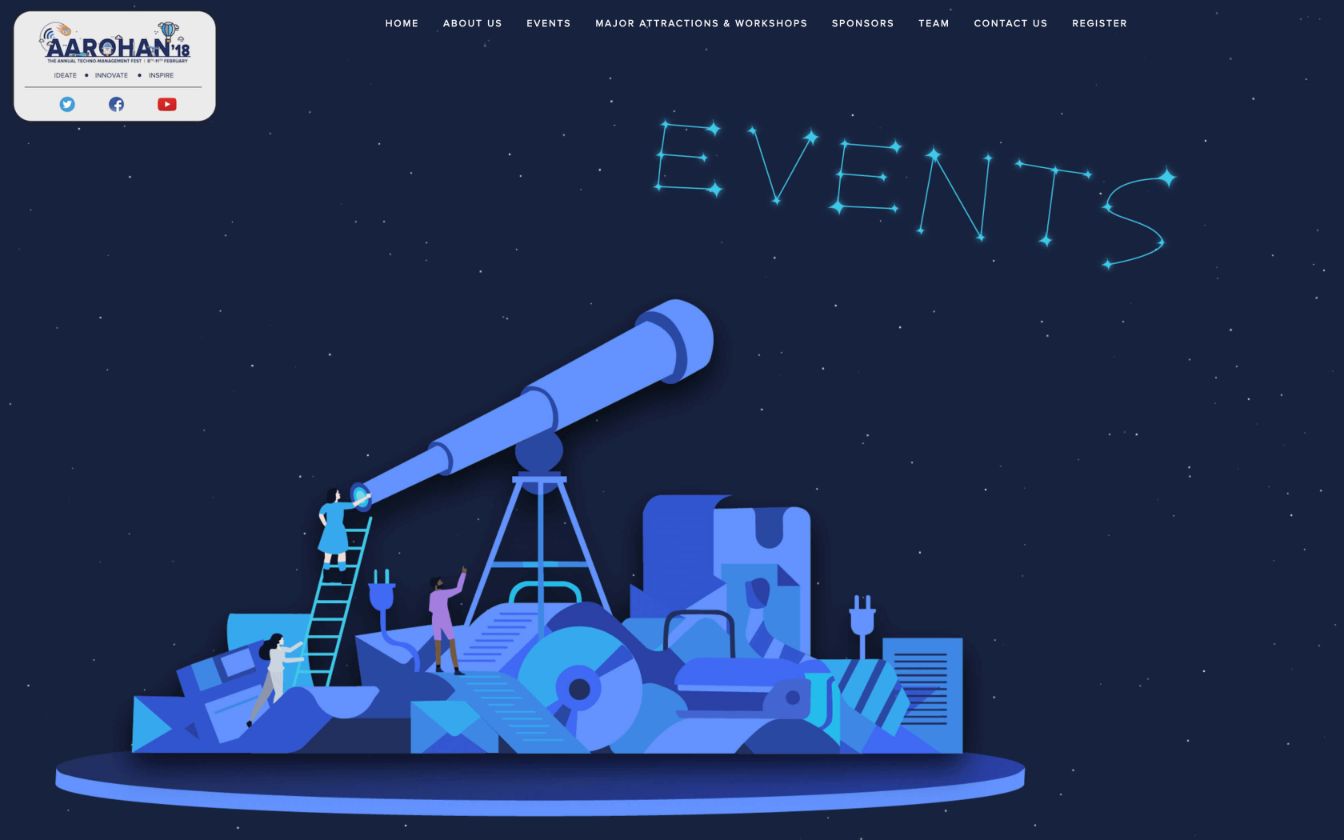 HOME ABOUT US EVENTS MAJOR ATTRACTIONS & WORKSHOPS SPONSORS TEAM CONTACT US REGISTER
AAROHAN'18
THE ANNUAL TECHNO-MANAGEMENT FEST | 8TH-11TH FEBRUARY
IDEATE • INNOVATE • INSPIRE
EVENTS